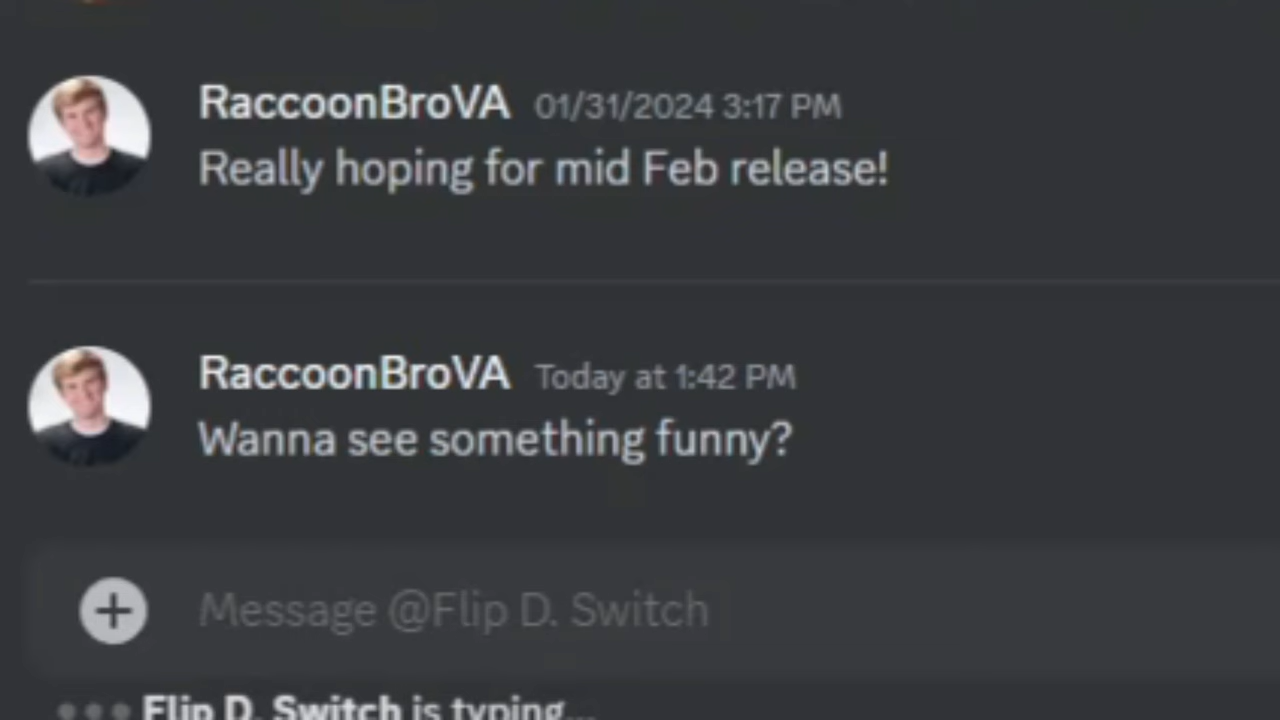 RaccoonBroVA 01/31/2024 3:17 PM
Really hoping for mid Feb release!
RaccoonBroVA Today at 1:42 PM
Wanna see something funny?
Message @Flip D. Switch
Flip D. Switch is typing...